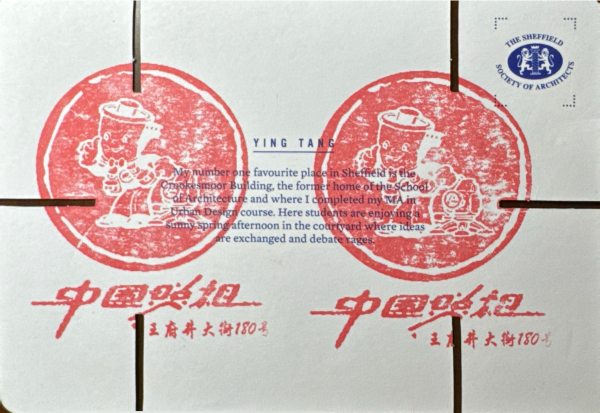 THE SHEFFIELD
SOCIETY OF ARCHITECTS
YING TANG
My number one favourite place in Sheffield is the
Crookesmoor Building, the former home of the School
of Architecture and where I completed my MA in
Urban Design course. Here students are enjoying a
sunny spring afternoon in the courtyard where ideas
are exchanged and debate rages.
中国照相
王府井大街180号
中国照相
王府井大街180号